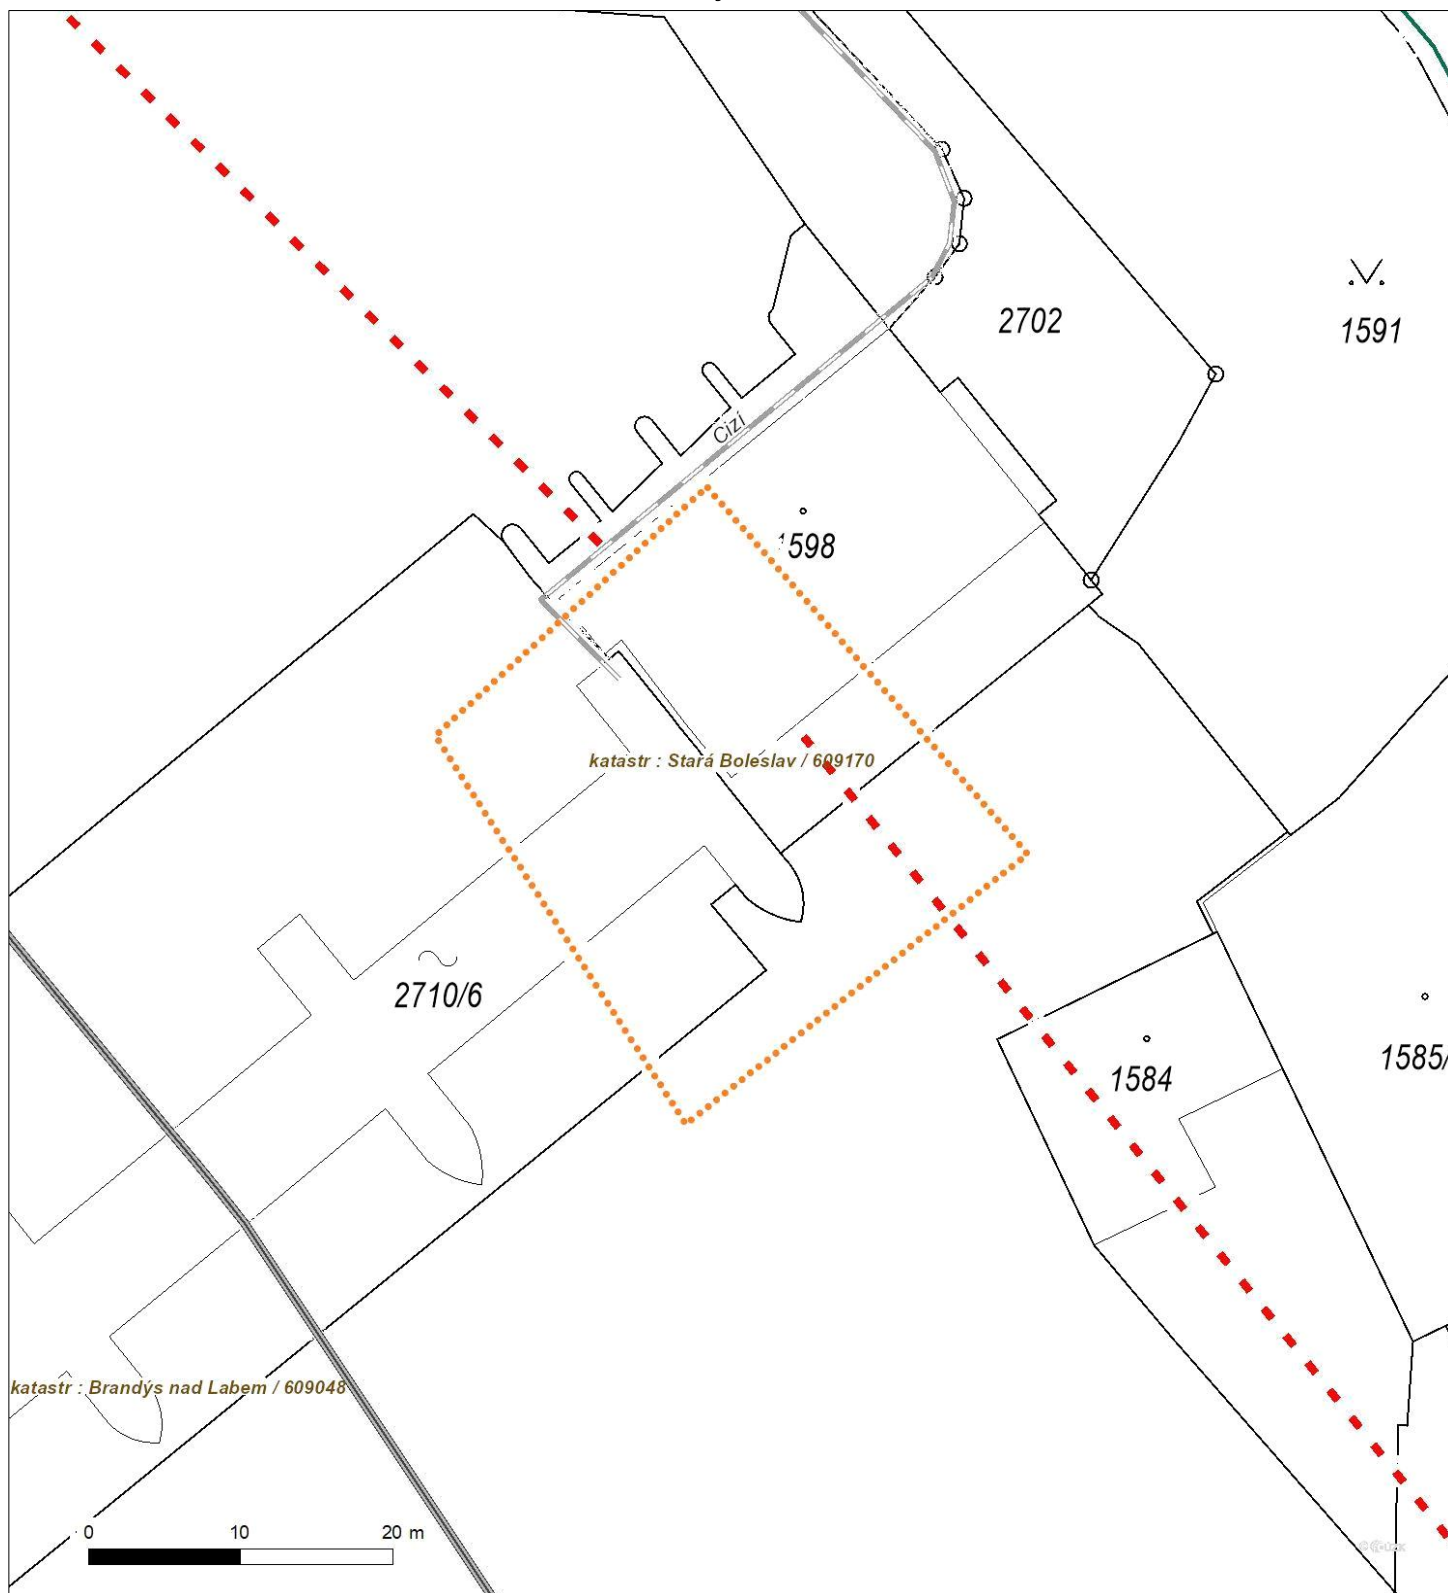 2702
1591
Cizí
1598
katastr : Stará Boleslav / 609170
2710/6
1585/
1584
katastr : Brandýs nad Labem / 609048
0 10 20 m